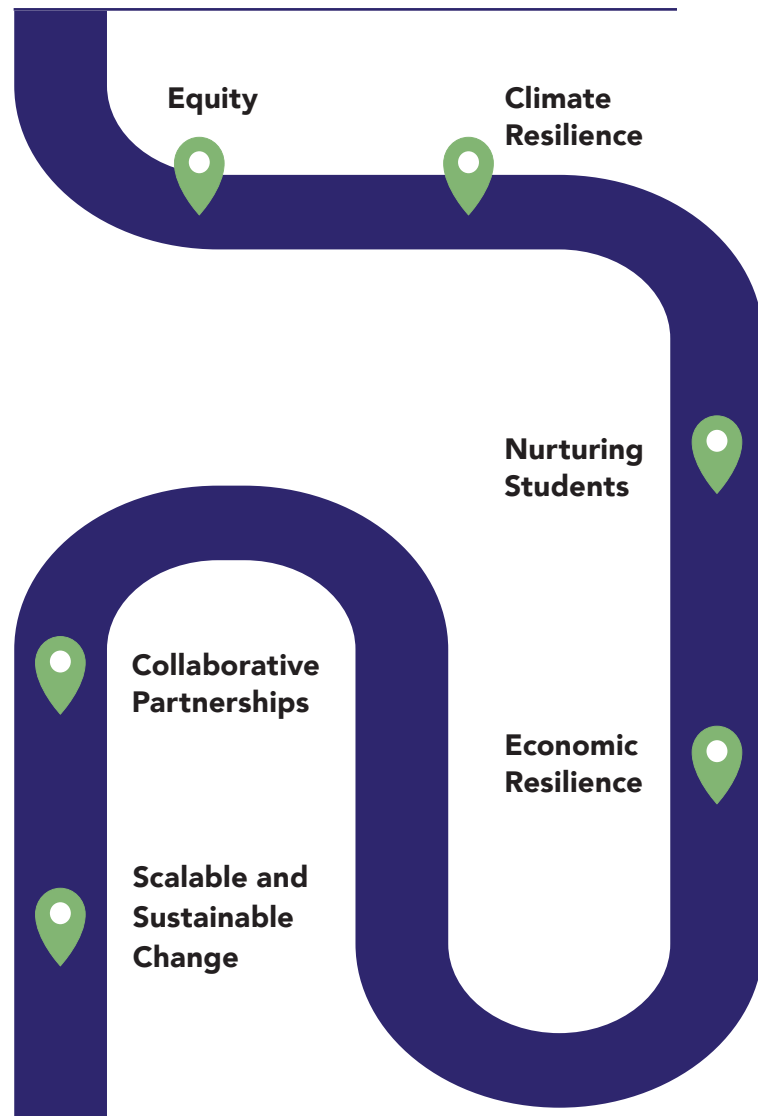 Equity
Climate
Resilience
Nurturing
Students
Economic
Resilience
Collaborative
Partnerships
Scalable and
Sustainable
Change